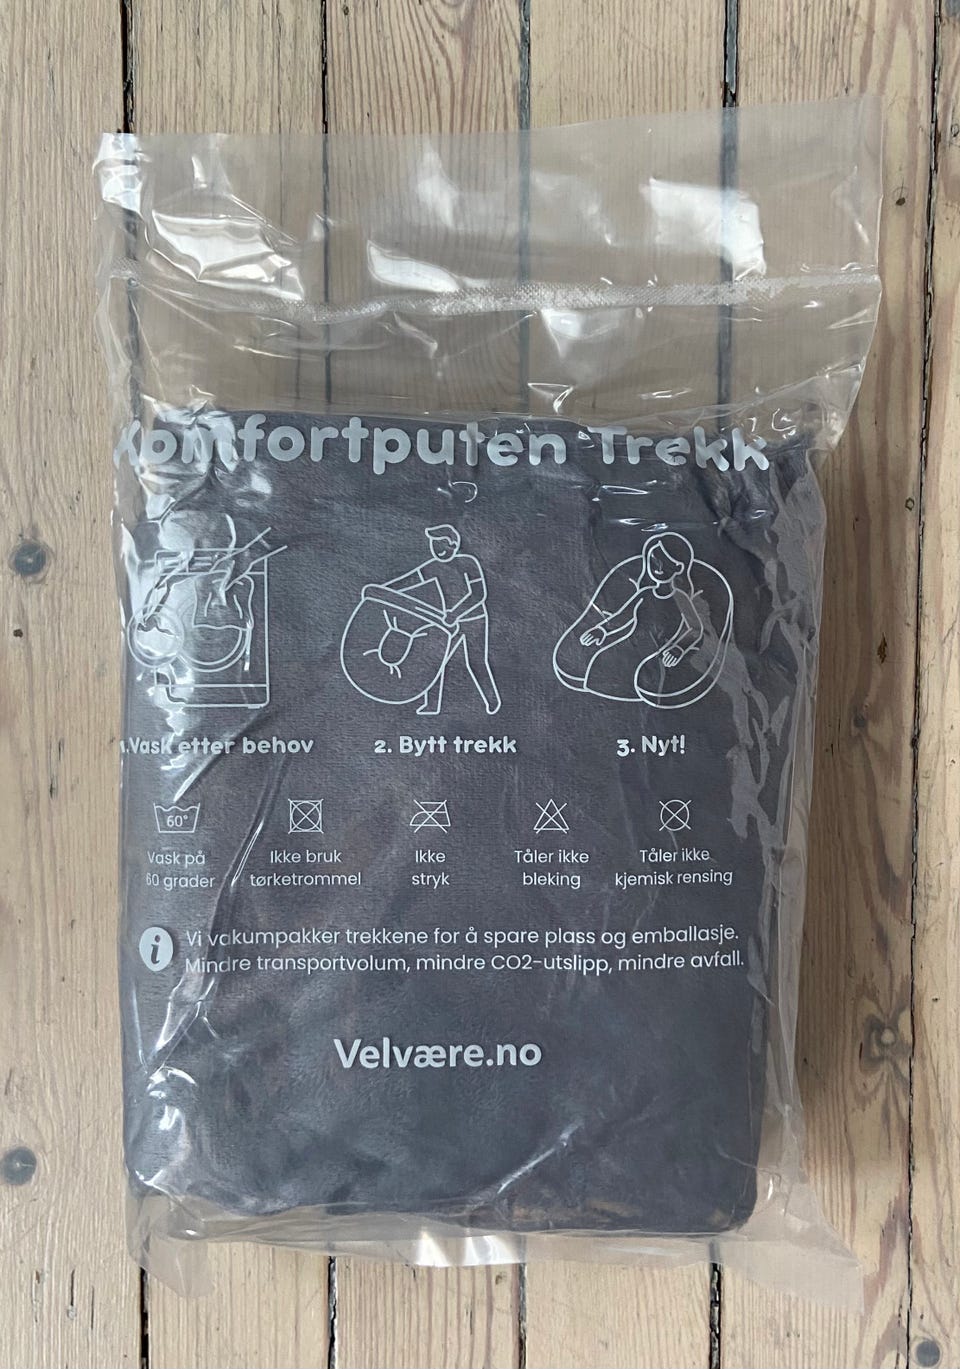 Komfortputen Trekk
1.Vask etter behov
2. Bytt trekk
3. Nyt!
60°
Vask på
60 grader
Ikke bruk
tørketrommel
Ikke
stryk
Tåler ikke
bleking
Tåler ikke
kjemisk rensing
i
Vi vakumpakker trekkene for å spare plass og emballasje.
Mindre transportvolum, mindre CO2-utslipp, mindre avfall.
Velvære.no